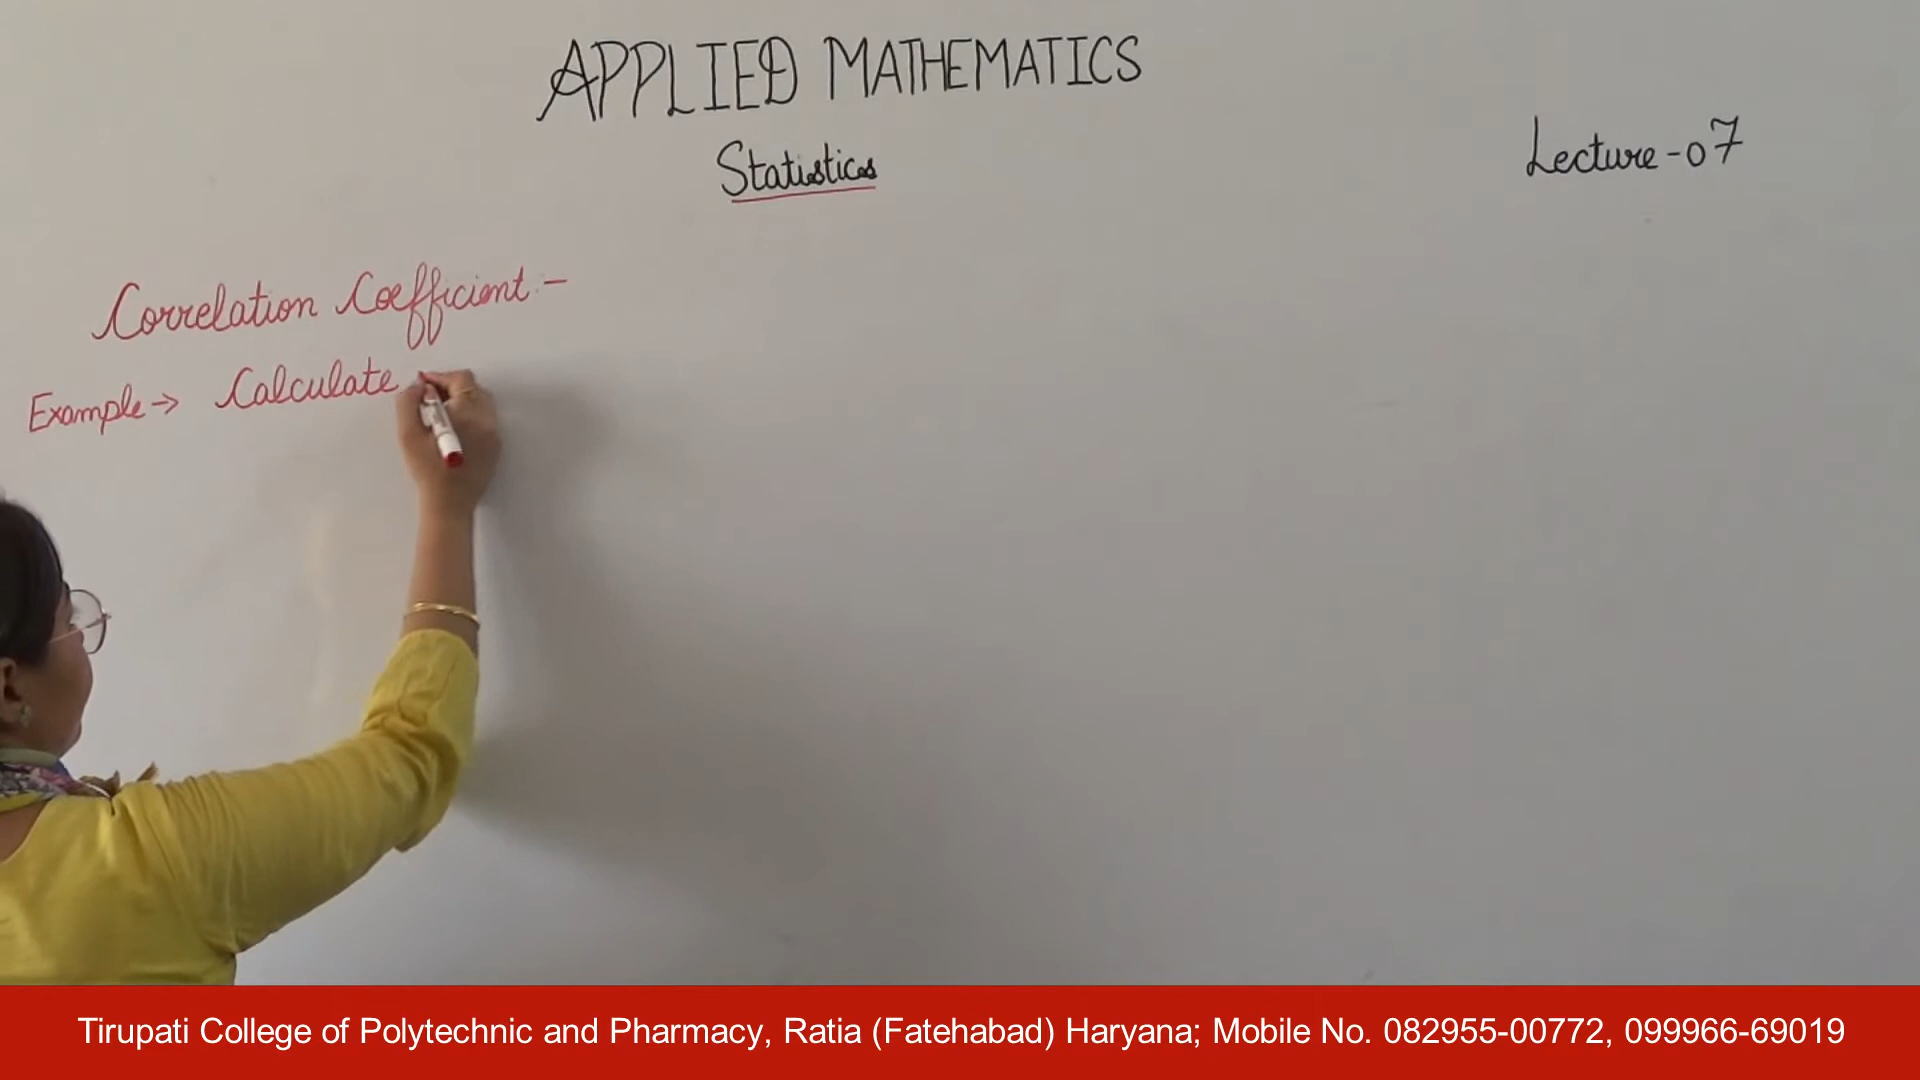 APPLIED MATHEMATICS
Statistics
Lecture-07
Correlation Coefficient:-
Example→ Calculate
Tirupati College of Polytechnic and Pharmacy, Ratia (Fatehabad) Haryana; Mobile No. 082955-00772, 099966-69019